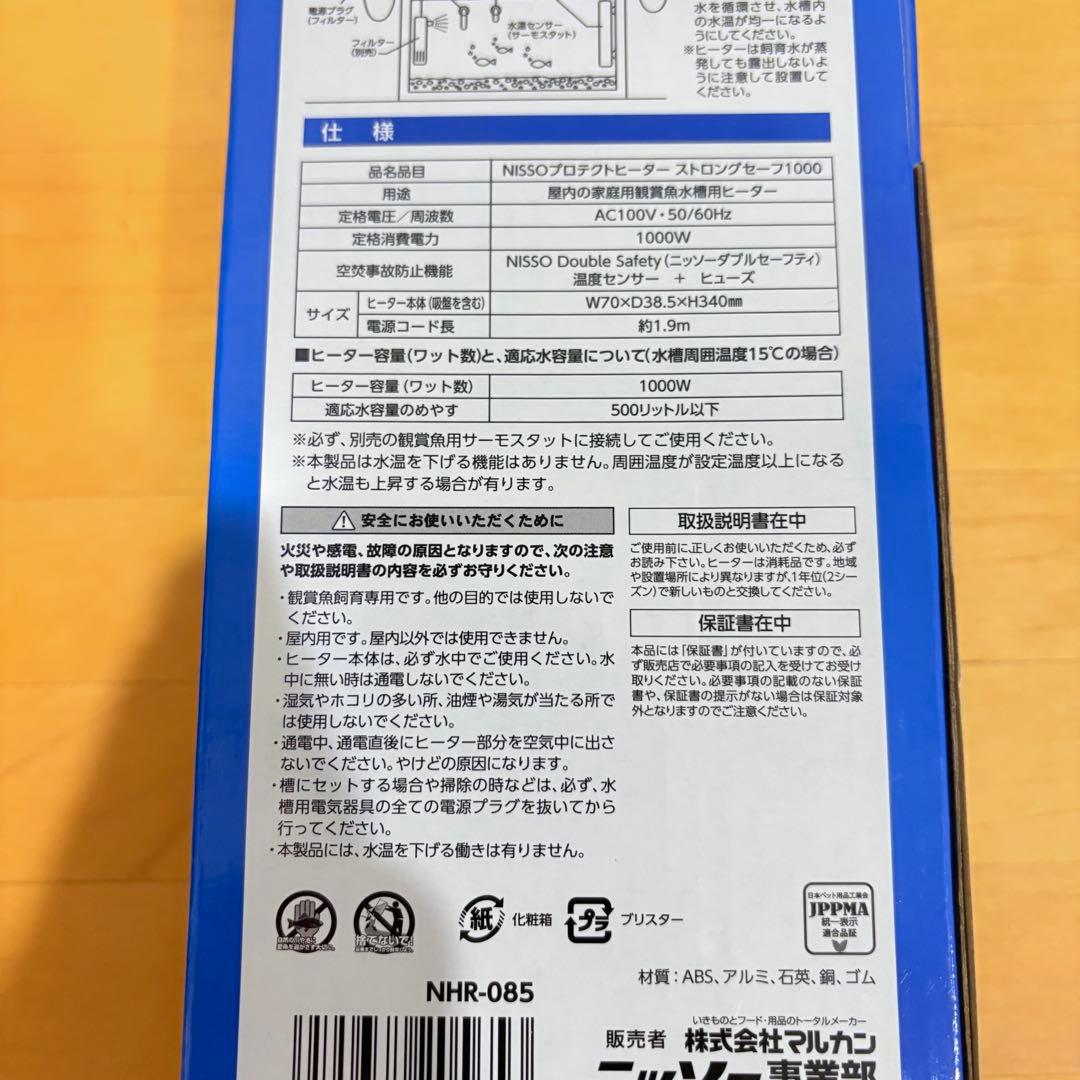 電源プラグ
(フィルター)
フィルター
(別売)
水温センサー
(サーモスタット)
水を循環させ、水槽内
の水温が均一になるよ
うにしてください。
※ヒーターは飼育水が蒸
発しても露出しないよ
うに注意して設置して
ください。
仕 様
品名品目 NISSOプロテクトヒーター ストロングセーフ1000
用途 屋内の家庭用観賞魚水槽用ヒーター
定格電圧／周波数 AC100V・50/60Hz
定格消費電力 1000W
空焚事故防止機能 NISSO Double Safety(ニッソーダブルセーフティ)
温度センサー ＋ ヒューズ
サイズ ヒーター本体(吸盤を含む) W70×D38.5×H340㎜
電源コード長 約1.9m
■ヒーター容量(ワット数)と、適応水容量について(水槽周囲温度15℃の場合)
ヒーター容量(ワット数) 1000W
適応水容量のめやす 500リットル以下
※必ず、別売の観賞魚用サーモスタットに接続してご使用ください。
※本製品は水温を下げる機能はありません。周囲温度が設定温度以上になる
と水温も上昇する場合が有ります。
安全にお使いいただくために
火災や感電、故障の原因となりますので、次の注意
や取扱説明書の内容を必ずお守りください。
・観賞魚飼育専用です。他の目的では使用しないで
ください。
・屋内用です。屋内以外では使用できません。
・ヒーター本体は、必ず水中でご使用ください。水
中に無い時は通電しないでください。
・湿気やホコリの多い所、油煙や湯気が当たる所で
は使用しないでください。
・通電中、通電直後にヒーター部分を空気中に出さ
ないでください。やけどの原因になります。
・槽にセットする場合や掃除の時などは、必ず、水
槽用電気器具の全ての電源プラグを抜いてから
行ってください。
・本製品には、水温を下げる働きは有りません。
取扱説明書在中
ご使用前に、正しくお使いいただくため、必ず
お読み下さい。ヒーターは消耗品です。地域
や設置場所により異なりますが、1年位(2シー
ズン)で新しいものと交換してください。
保証書在中
本品には「保証書」が付いていますので、必
ず販売店で必要事項の記入を受けてお受け
取りください。必要事項の記載のない保証
書や、保証書の提示がない場合は保証対象
外となりますのでご注意ください。
自然の川や池に
愛魚を逃がさず大切に。
捨てないで!
紙 化粧箱
プラ ブリスター
日本ペット用品工業会
JPPMA
統一表示
適合品証
材質：ABS、アルミ、石英、銅、ゴム
NHR-085
いきものとフード・用品のトータルメーカー
販売者 株式会社マルカン
ニッソー事業部